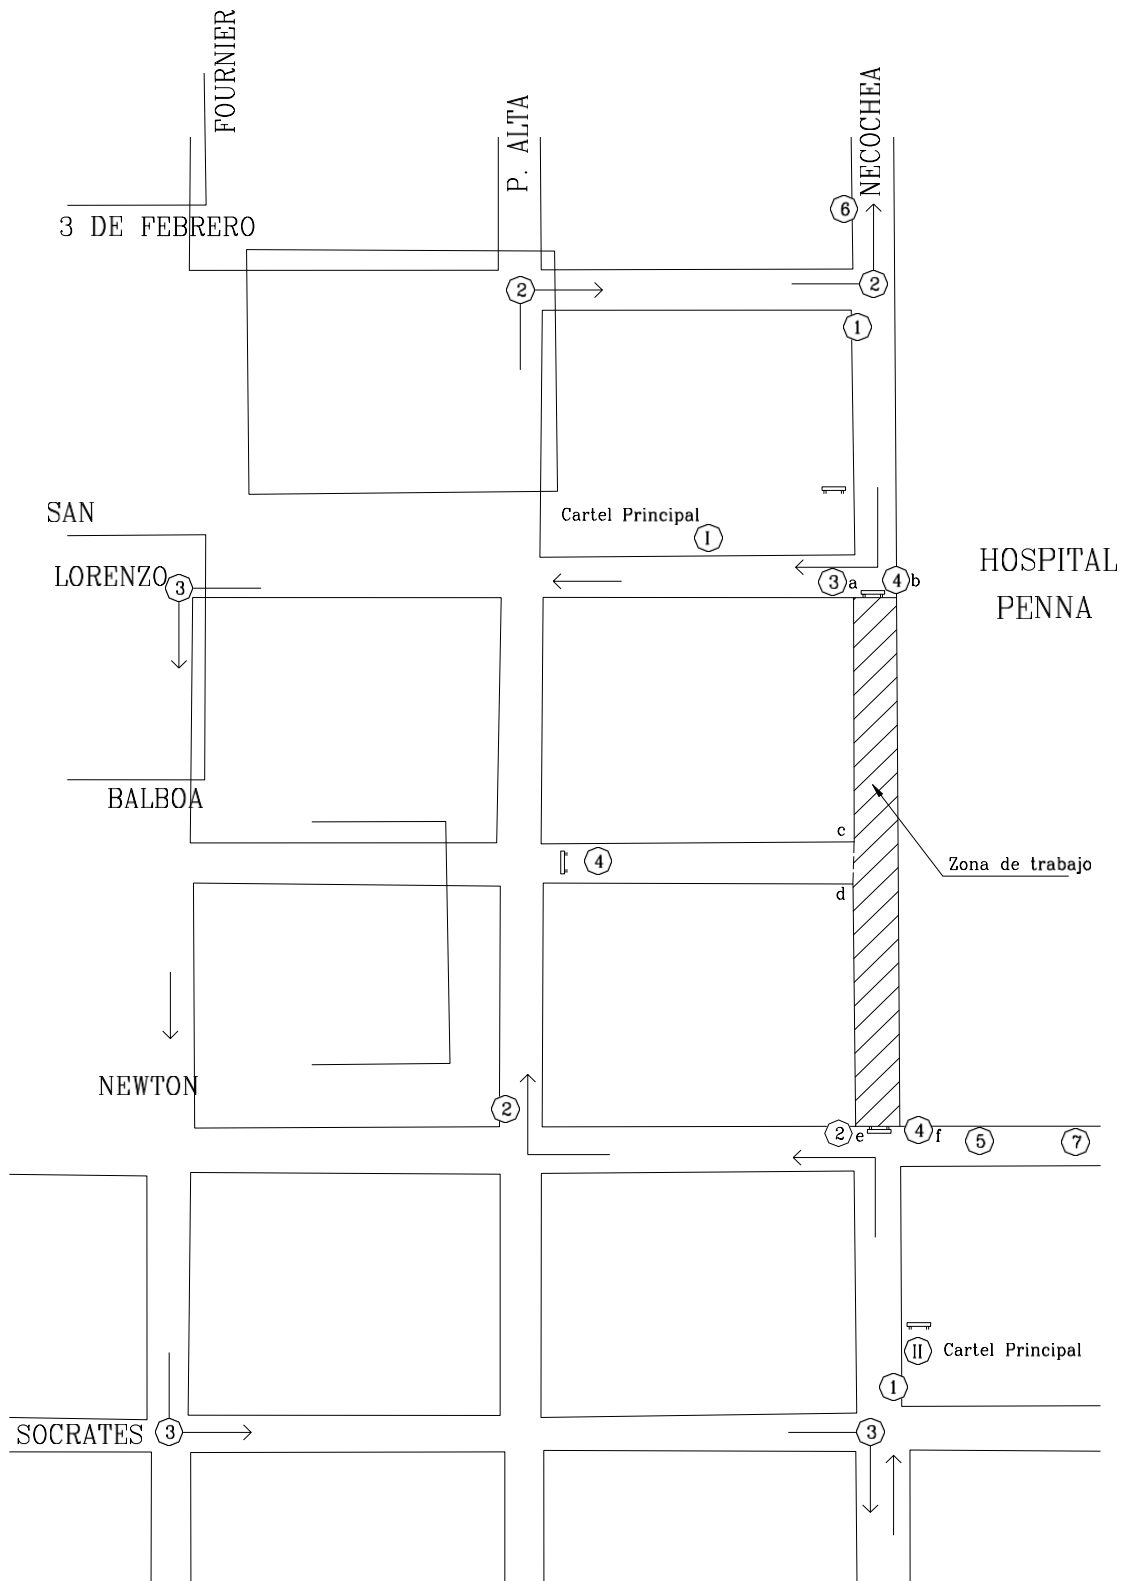 FOURNIER
P. ALTA
NECOCHEA
6
3 DE FEBRERO
2
2
1
SAN
Cartel Principal
I
HOSPITAL
LORENZO
3
3 a
4 b
PENNA
BALBOA
c
4
Zona de trabajo
d
NEWTON
2
2 e
4 f
5
7
II
Cartel Principal
1
SOCRATES
3
3